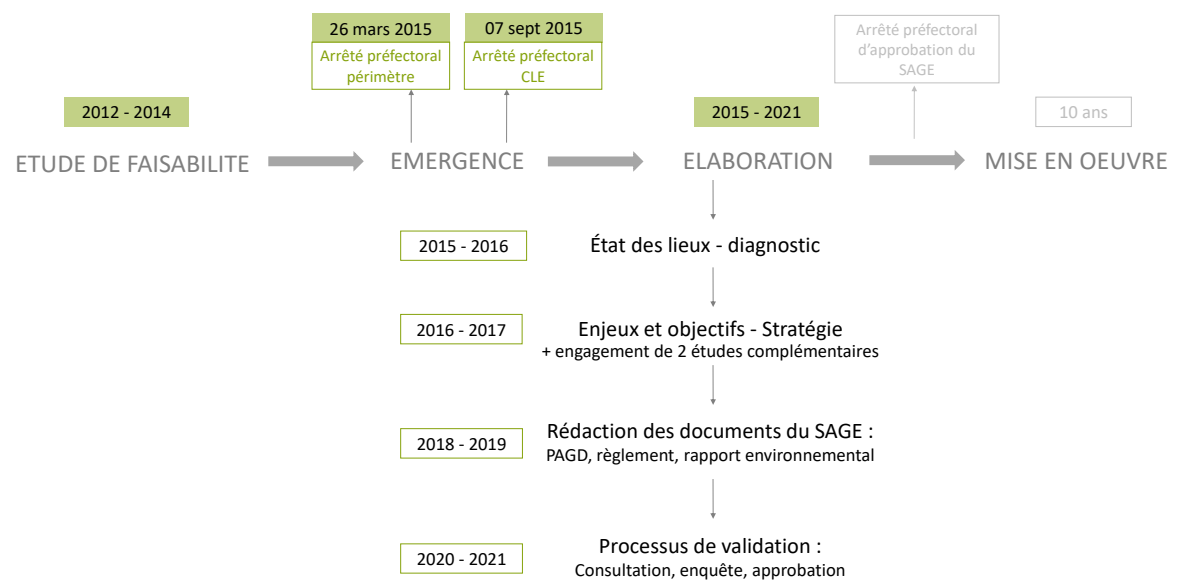 26 mars 2015
07 sept 2015
Arrêté préfectoral
périmètre
Arrêté préfectoral
CLE
Arrêté préfectoral
d’approbation du
SAGE
2012 - 2014
2015 - 2021
10 ans
ETUDE DE FAISABILITE
EMERGENCE
ELABORATION
MISE EN OEUVRE
2015 - 2016
État des lieux - diagnostic
2016 - 2017
Enjeux et objectifs - Stratégie
+ engagement de 2 études complémentaires
2018 - 2019
Rédaction des documents du SAGE :
PAGD, règlement, rapport environnemental
2020 - 2021
Processus de validation :
Consultation, enquête, approbation